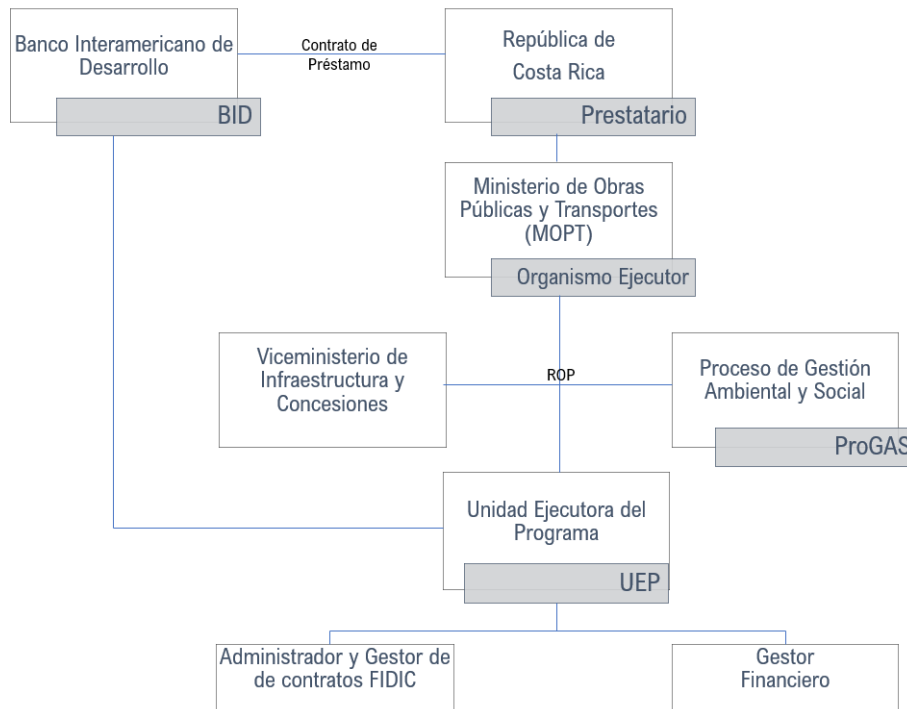 Banco Interamericano de
Desarrollo
BID
Contrato de
Préstamo
República de
Costa Rica
Prestatario
Ministerio de Obras
Públicas y Transportes
(MOPT)
Organismo Ejecutor
Viceministerio de
Infraestructura y
Concesiones
ROP
Proceso de Gestión
Ambiental y Social
ProGAS
Unidad Ejecutora del
Programa
UEP
Administrador y Gestor de
de contratos FIDIC
Gestor
Financiero